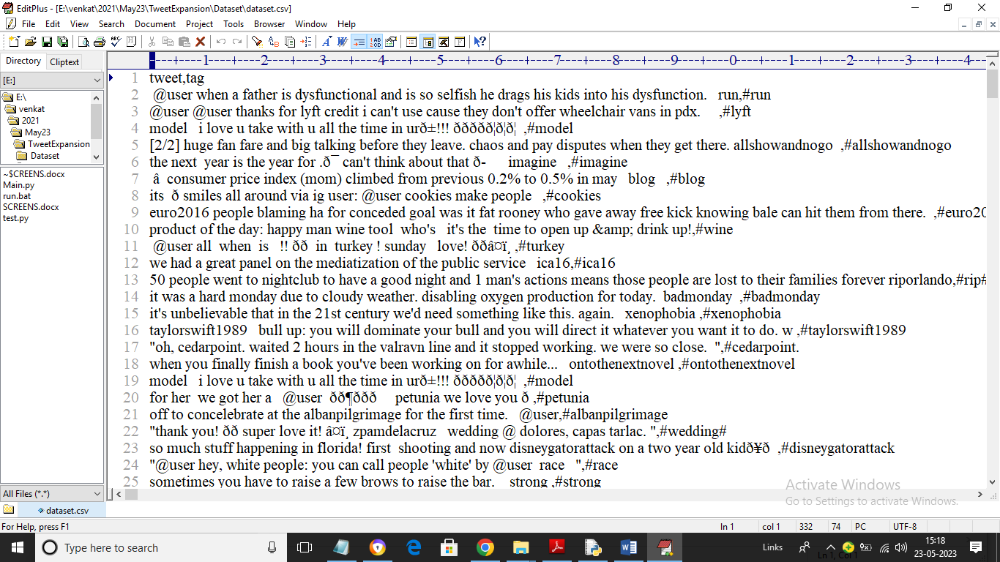 EditPlus - [E:\venkat\2021\May23\TweetExpansion\Dataset\dataset.csv]
File Edit View Search Document Project Tools Browser Window Help
Directory Cliptext
[E:]
E:\
venkat
2021
May23
TweetExpansion
Dataset
~$CREENS.docx
Main.py
run.bat
SCREENS.docx
test.py
All Files (*.*)
----+----1----+----2----+----3----+----4----+----5----+----6----+----7----+----8----+----9----+----0----+----1----+----2----+----3----+----4--
1 tweet,tag
2 @user when a father is dysfunctional and is so selfish he drags his kids into his dysfunction. run,#run
3 @user @user thanks for lyft credit i can't use cause they don't offer wheelchair vans in pdx. ,#lyft
4 model i love u take with u all the time in urð±!!! ððððð¦ð¦ð¦ ,#model
5 [2/2] huge fan fare and big talking before they leave. chaos and pay disputes when they get there. allshowandnogo ,#allshowandnogo
6 the next year is the year for .ð¯ can't think about that ð- imagine ,#imagine
7 â consumer price index (mom) climbed from previous 0.2% to 0.5% in may blog ,#blog
8 its ð smiles all around via ig user: @user cookies make people ,#cookies
9 euro2016 people blaming ha for conceded goal was it fat rooney who gave away free kick knowing bale can hit them from there. ,#euro20
10 product of the day: happy man wine tool who's it's the time to open up &amp; drink up!,#wine
11 @user all when is !! ðð in turkey ! sunday love! ððâ¤ï¸ ,#turkey
12 we had a great panel on the mediatization of the public service ica16,#ica16
13 50 people went to nightclub to have a good night and 1 man's actions means those people are lost to their families forever riporlando,#rip#
14 it was a hard monday due to cloudy weather. disabling oxygen production for today. badmonday ,#badmonday
15 it's unbelievable that in the 21st century we'd need something like this. again. xenophobia ,#xenophobia
16 taylorswift1989 bull up: you will dominate your bull and you will direct it whatever you want it to do. w ,#taylorswift1989
17 "oh, cedarpoint. waited 2 hours in the valravn line and it stopped working. we were so close. ",#cedarpoint.
18 when you finally finish a book you've been working on for awhile... ontothenextnovel ,#ontothenextnovel
19 model i love u take with u all the time in urð±!!! ððððð¦ð¦ð¦ ,#model
20 for her we got her a @user ðð¶ððð petunia we love you ð ,#petunia
21 off to concelebrate at the albanpilgrimage for the first time. @user,#albanpilgrimage
22 "thank you! ðð super love it! â¤ï¸ zpamdelacruz wedding @ dolores, capas tarlac. ",#wedding#
23 so much stuff happening in florida! first shooting and now disneygatorattack on a two year old kidð¥ð ,#disneygatorattack
24 "@user hey, white people: you can call people 'white' by @user race ",#race
25 sometimes you have to raise a few brows to raise the bar. strong ,#strong
Activate Windows
Go to Settings to activate Windows.
dataset.csv
For Help, press F1
ln 1 col 1 332 74 PC UTF-8
Type here to search
Links
Ln 1, Col 1
15:18
23-05-2023